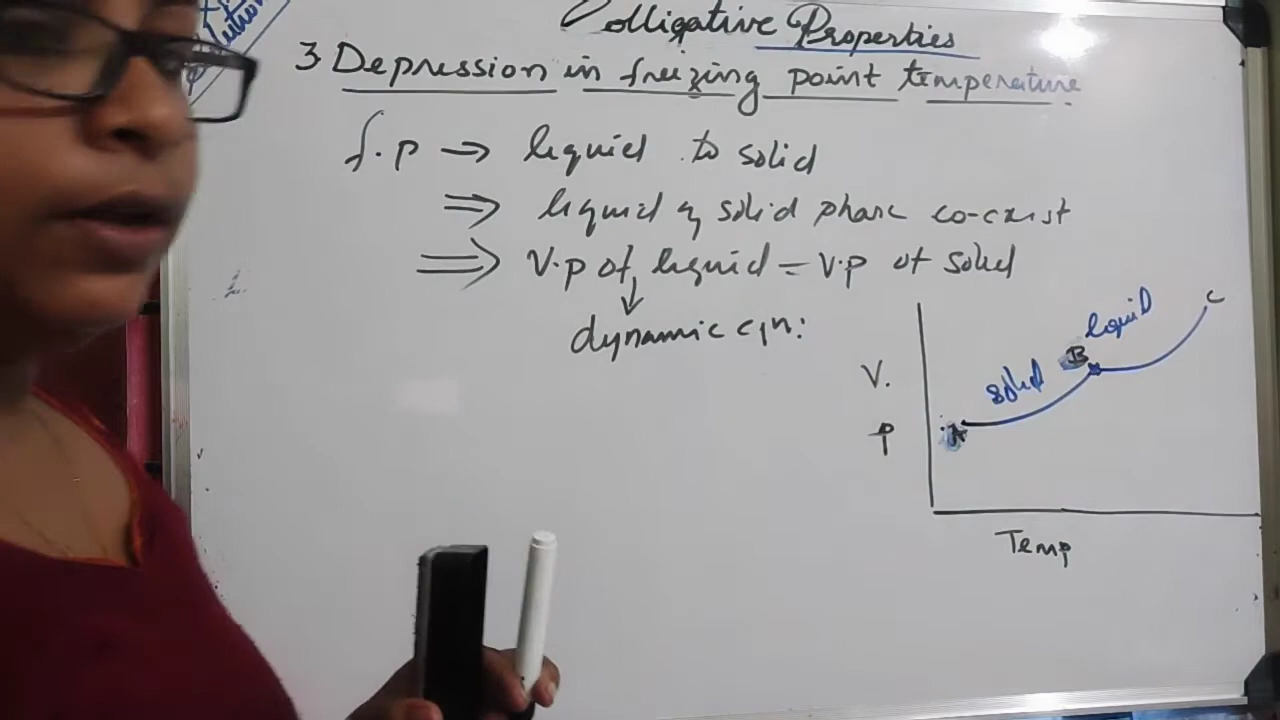 Colligative Properties
3 Depression in freezing point temperature
f.p ⇒ liquid to solid
⇒ liquid & solid phase co-exist
⇒ V.p of liquid = V.p of solid
dynamic eqn:
liquid
C
B
solid
V.
P
A
Temp